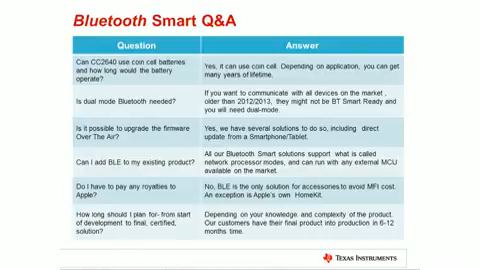 Bluetooth Smart Q&A
Question
Answer
Can CC2640 use coin cell batteries
and how long would the battery
operate?
Yes, it can use coin cell. Depending on application, you can get
many years of lifetime.
Is dual mode Bluetooth needed?
If you want to communicate with all devices on the market ,
older than 2012/2013, they might not be BT Smart Ready and
you will need dual-mode.
Is it possible to upgrade the firmware
Over The Air?
Yes, we have several solutions to do so, including direct
update from a Smartphone/Tablet.
Can I add BLE to my existing product?
All our Bluetooth Smart solutions support what is called
network processor modes, and can run with any external MCU
available on the market.
Do I have to pay any royalties to
Apple?
No, BLE is the only solution for accessories to avoid MFI cost.
An exception is Apple's own HomeKit.
How long should I plan for- from start
of development to final, certified,
solution?
Depending on your knowledge and complexity of the product.
Our customers have their final product into production in 6-12
months time.
TEXAS INSTRUMENTS